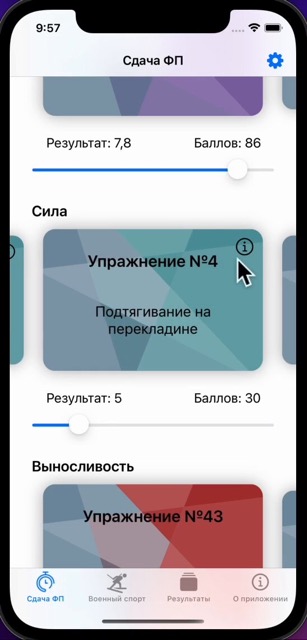 9:57
Сдача ФП
Результат: 7,8 Баллов: 86
Сила
Упражнение №4
Подтягивание на
перекладине
Результат: 5 Баллов: 30
Выносливость
Упражнение №43
Сдача ФП Военный спорт Результаты О приложении